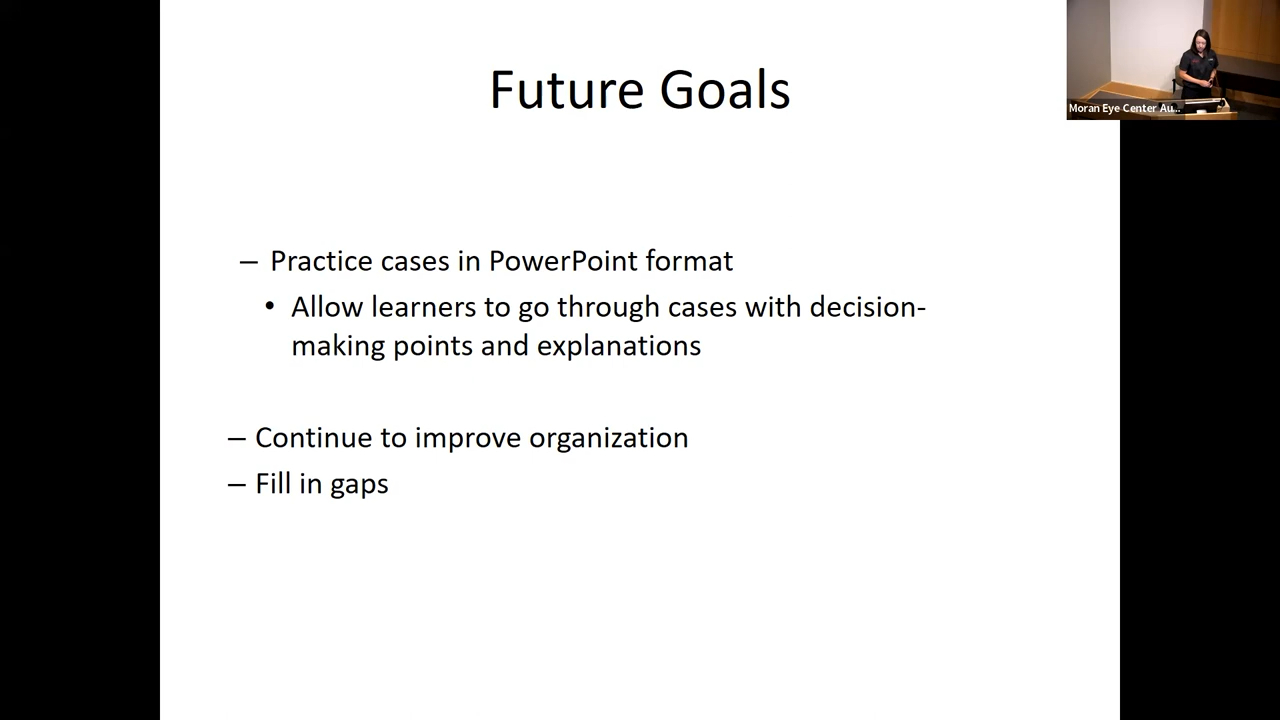 Future Goals
Moran Eye Center Au...
– Practice cases in PowerPoint format
• Allow learners to go through cases with decision-
making points and explanations
– Continue to improve organization
– Fill in gaps